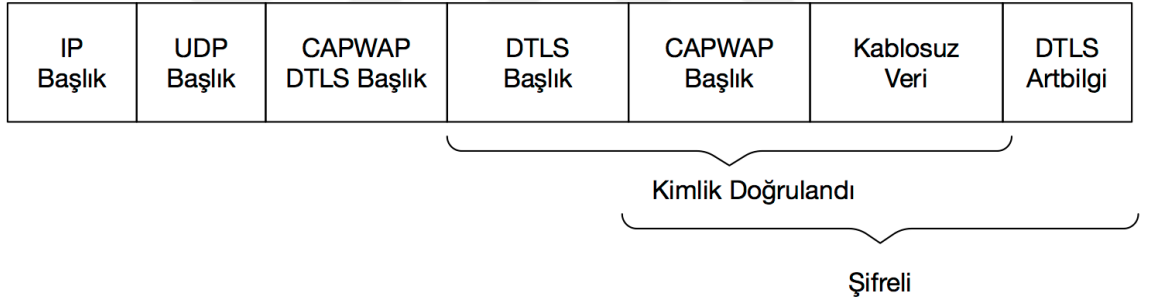 IP
Başlık
UDP
Başlık
CAPWAP
DTLS Başlık
DTLS
Başlık
CAPWAP
Başlık
Kablosuz
Veri
DTLS
Artbilgi
Kimlik Doğrulandı
Şifreli